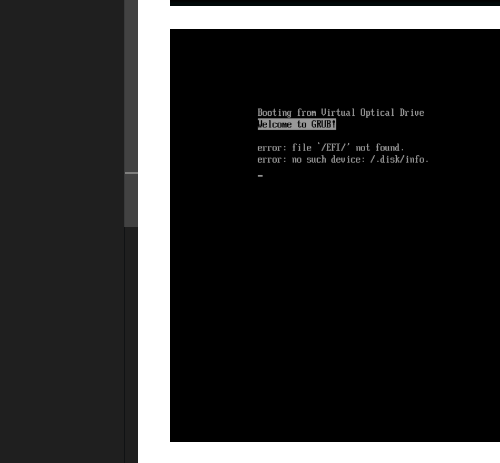 Booting from Virtual Optical Drive
Welcome to GRUB!
error: file `/EFI/' not found.
error: no such device: /.disk/info.